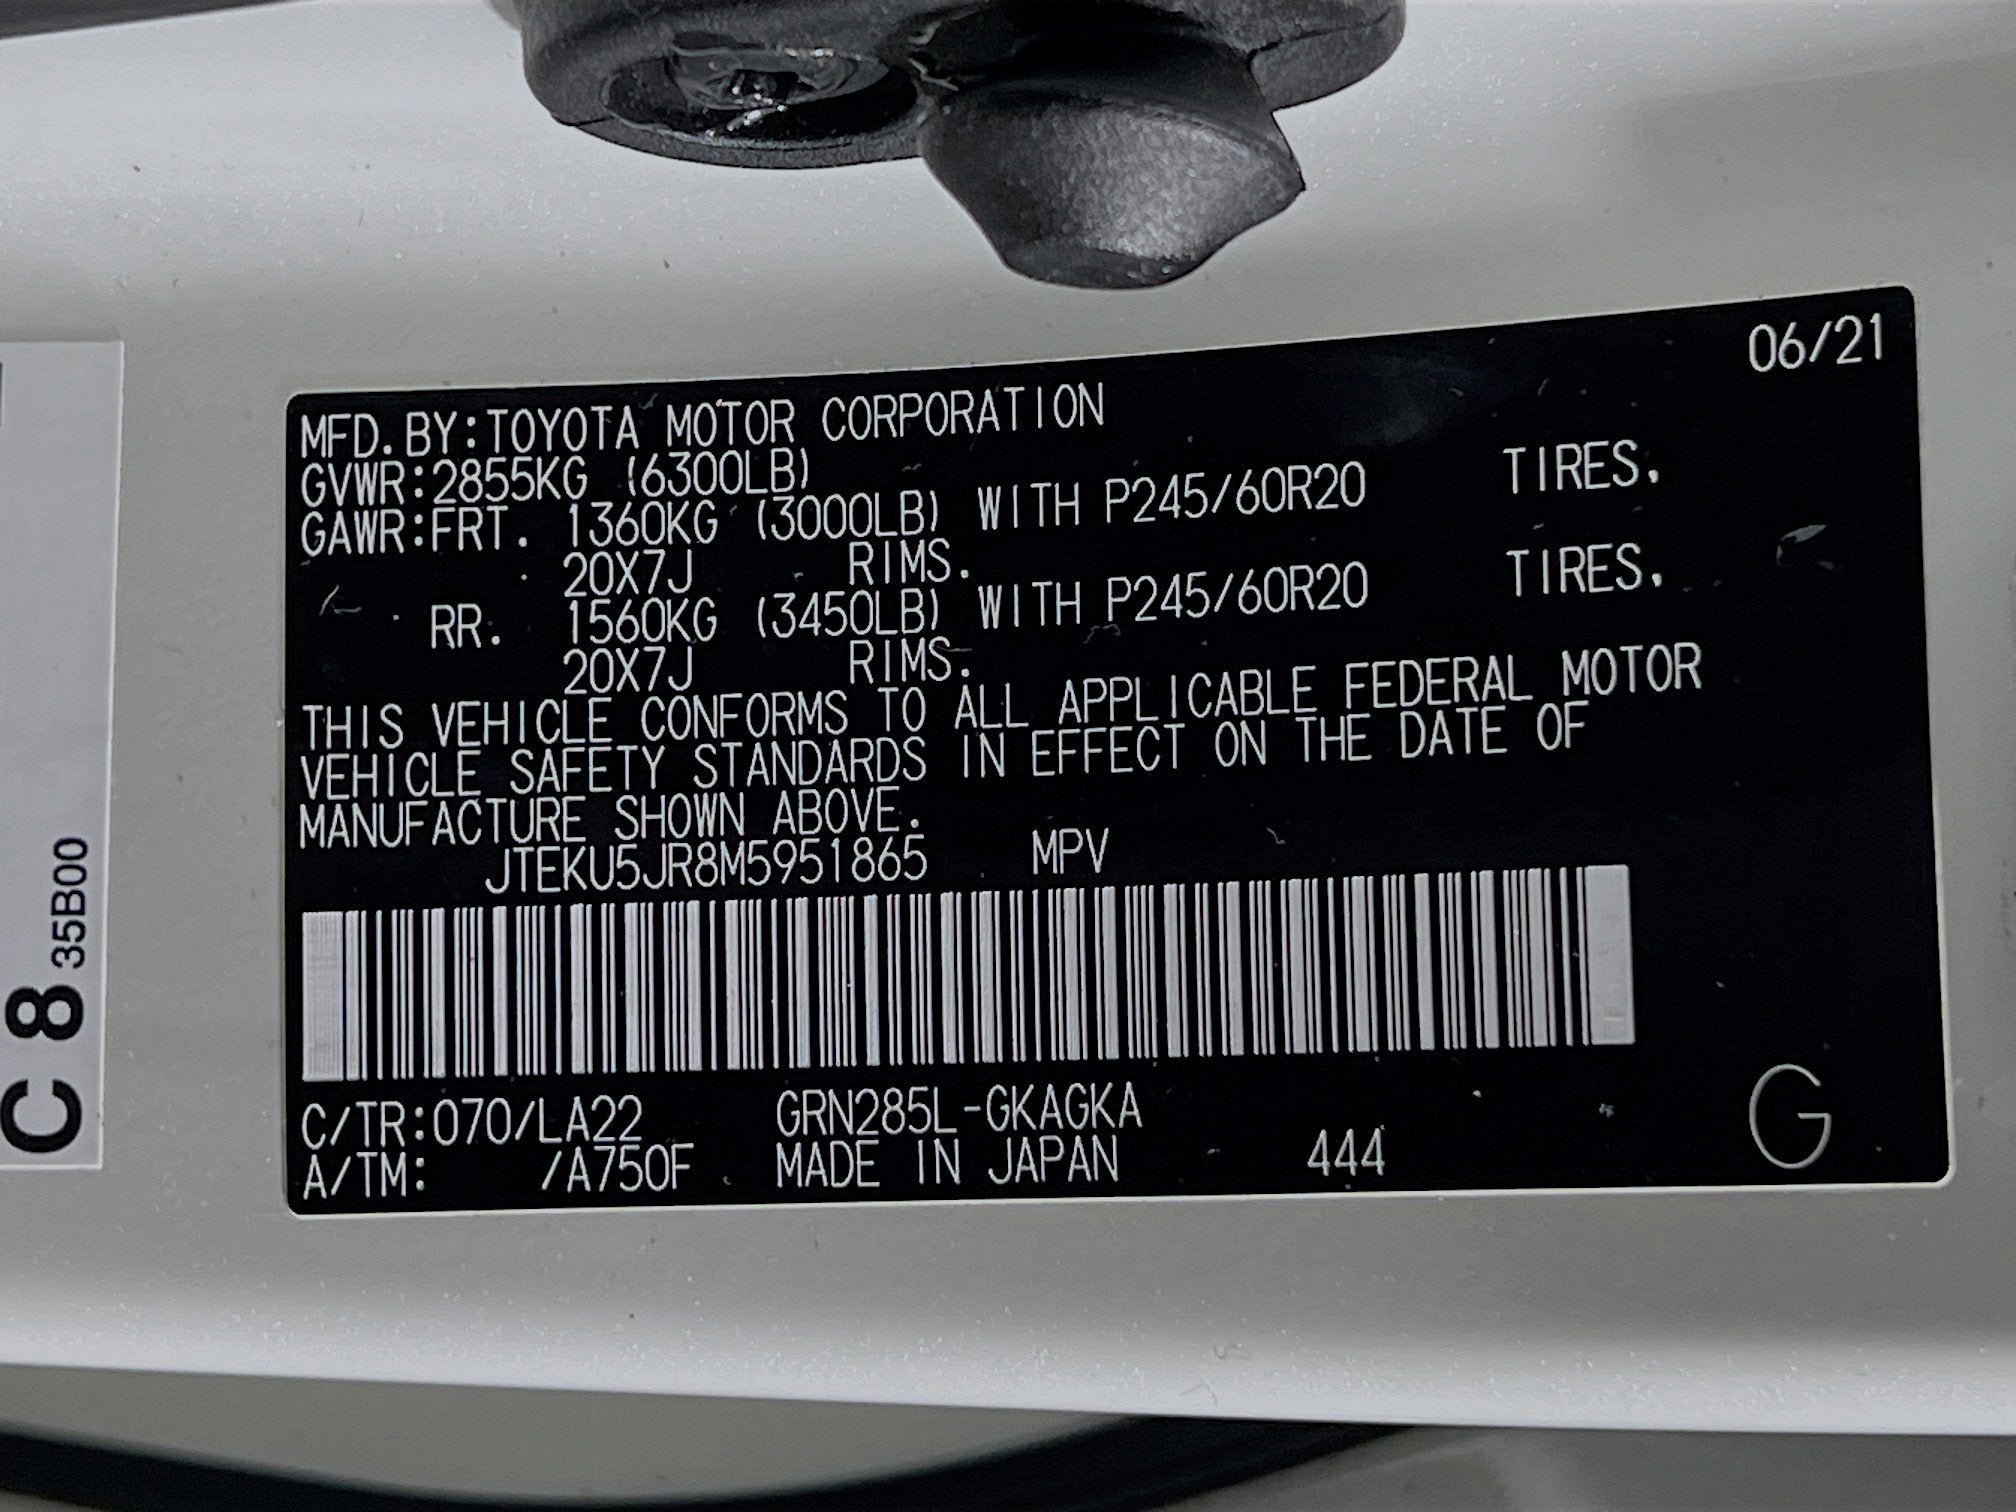 06/21
MFD.BY:TOYOTA MOTOR CORPORATION
GVWR:2855KG (6300LB)
GAWR:FRT. 1360KG (3000LB) WITH P245/60R20 TIRES.
20X7J RIMS.
RR. 1560KG (3450LB) WITH P245/60R20 TIRES.
20X7J RIMS.
THIS VEHICLE CONFORMS TO ALL APPLICABLE FEDERAL MOTOR
VEHICLE SAFETY STANDARDS IN EFFECT ON THE DATE OF
MANUFACTURE SHOWN ABOVE.
JTEKU5JR8M5951865 MPV
C/TR:070/LA22 GRN285L-GKAGKA
A/TM: /A750F MADE IN JAPAN 444
G
C8 35B00